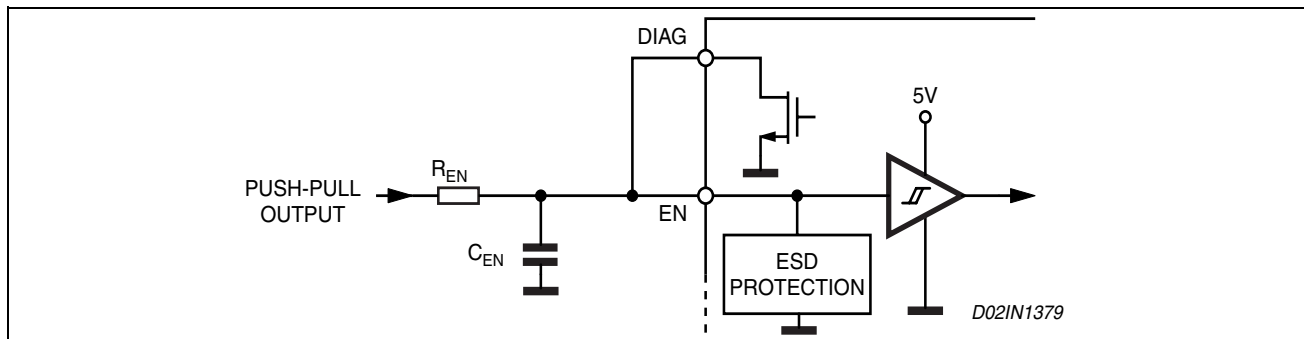 DIAG
5V
R_EN
PUSH-PULL
OUTPUT
EN
C_EN
ESD
PROTECTION
D02IN1379